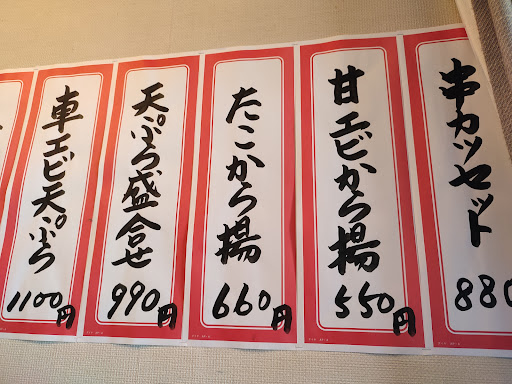 串カツセット
880
甘エビから揚
550円
たこから揚
660円
天ぷら盛合せ
990円
車エビ天ぷら
1100円